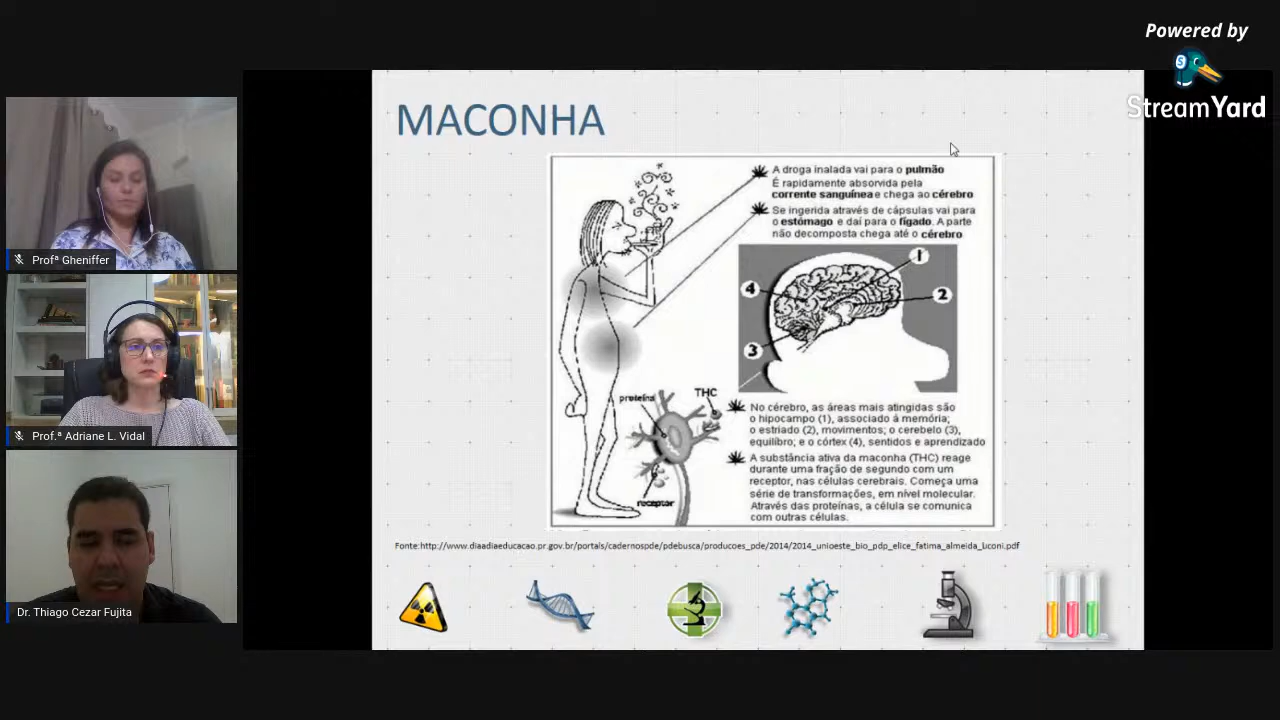 Powered by
StreamYard
MACONHA
A droga inalada vai para o pulmão
É rapidamente absorvida pela
corrente sanguínea e chega ao cérebro
Se ingerida através de cápsulas vai para
o estômago e daí para o fígado. A parte
não decomposta chega até o cérebro
1
2
3
4
proteína
THC
receptor
No cérebro, as áreas mais atingidas são
o hipocampo (1), associado á memória;
o estriado (2), movimentos; o cerebelo (3),
equilíbrio; e o córtex (4), sentidos e aprendizado
A substância ativa da maconha (THC) reage
durante uma fração de segundo com um
receptor, nas células cerebrais. Começa uma
série de transformações, em nível molecular.
Através das proteínas, a célula se comunica
com outras células.
Fonte:http://www.diaadiaeducacao.pr.gov.br/portals/cadernospde/pdebusca/producoes_pde/2014/2014_unioeste_bio_pdp_elice_fatima_almeida_liconi.pdf
Profª Gheniffer
Prof.ª Adriane L. Vidal
Dr. Thiago Cezar Fujita